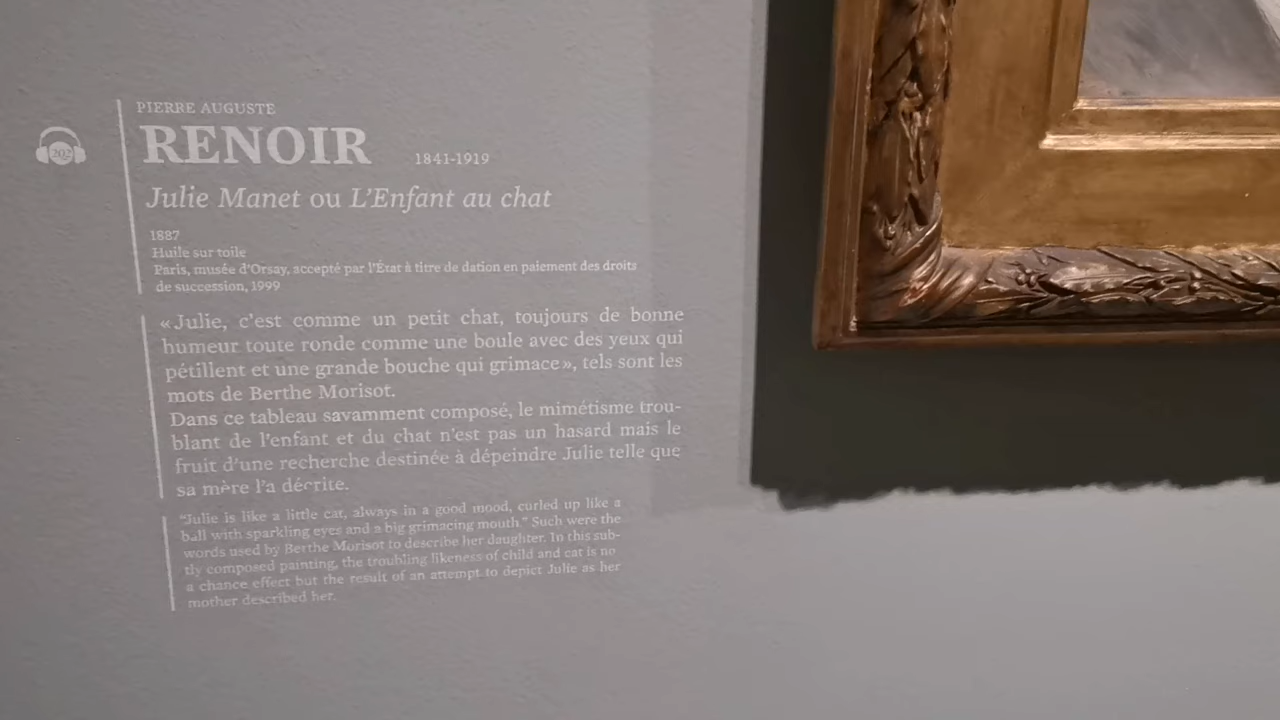 PIERRE AUGUSTE
202
RENOIR 1841-1919
Julie Manet ou L'Enfant au chat
1887
Huile sur toile
Paris, musée d'Orsay, accepté par l'État à titre de dation en paiement des droits
de succession, 1999
« Julie, c'est comme un petit chat, toujours de bonne
humeur toute ronde comme une boule avec des yeux qui
pétillent et une grande bouche qui grimace », tels sont les
mots de Berthe Morisot.
Dans ce tableau savamment composé, le mimétisme trou-
blant de l'enfant et du chat n'est pas un hasard mais le
fruit d'une recherche destinée à dépeindre Julie telle que
sa mère l'a décrite.
"Julie is like a little cat, always in a good mood, curled up like a
ball with sparkling eyes and a big grimacing mouth." Such were the
words used by Berthe Morisot to describe her daughter. In this sub-
tly composed painting, the troubling likeness of child and cat is no
a chance effect but the result of an attempt to depict Julie as her
mother described her.